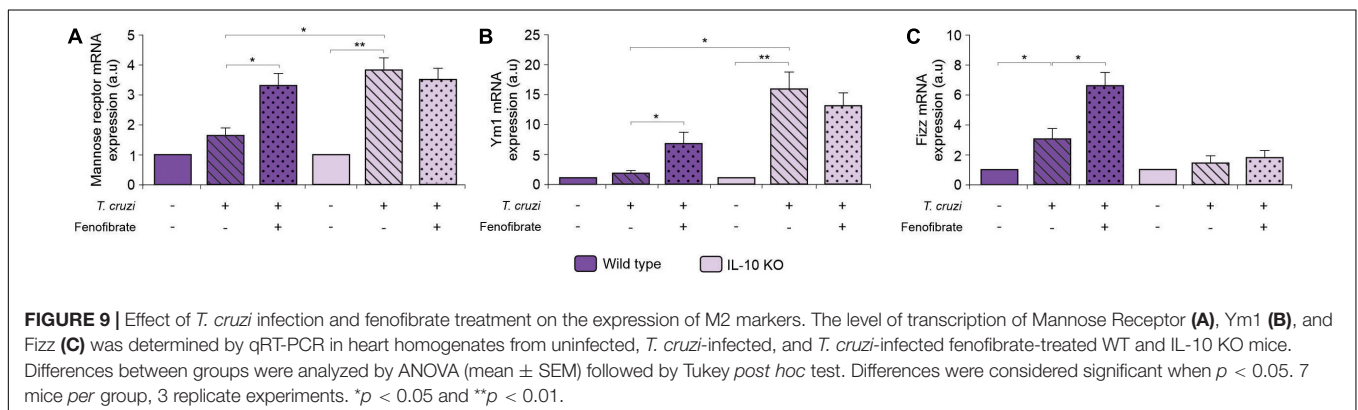 A
Mannose recptor mRNA
expression (a.u)
5
4
3
2
1
0
*
*
**
T. cruzi - + + - + +
Fenofibrate - - + - - +
B
Ym1 mRNA
expression (a.u)
25
20
15
10
5
0
*
*
**
T. cruzi - + + - + +
Fenofibrate - - + - - +
C
Fizz mRNA
expression (a.u)
10
8
6
4
2
0
* *
T. cruzi - + + - + +
Fenofibrate - - + - - +
Wild type IL-10 KO
FIGURE 9 | Effect of T. cruzi infection and fenofibrate treatment on the expression of M2 markers. The level of transcription of Mannose Receptor (A), Ym1 (B), and
Fizz (C) was determined by qRT-PCR in heart homogenates from uninfected, T. cruzi-infected, and T. cruzi-infected fenofibrate-treated WT and IL-10 KO mice.
Differences between groups were analyzed by ANOVA (mean ± SEM) followed by Tukey post hoc test. Differences were considered significant when p < 0.05. 7
mice per group, 3 replicate experiments. *p < 0.05 and **p < 0.01.